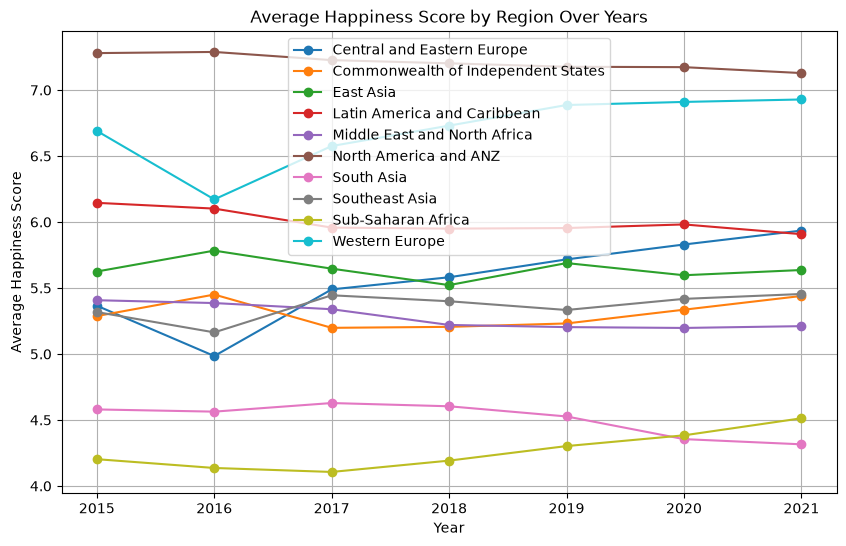 Average Happiness Score by Region Over Years
Central and Eastern Europe
Commonwealth of Independent States
East Asia
Latin America and Caribbean
Middle East and North Africa
North America and ANZ
South Asia
Southeast Asia
Sub-Saharan Africa
Western Europe
Average Happiness Score
7.0
6.5
6.0
5.5
5.0
4.5
4.0
2015 2016 2017 2018 2019 2020 2021
Year